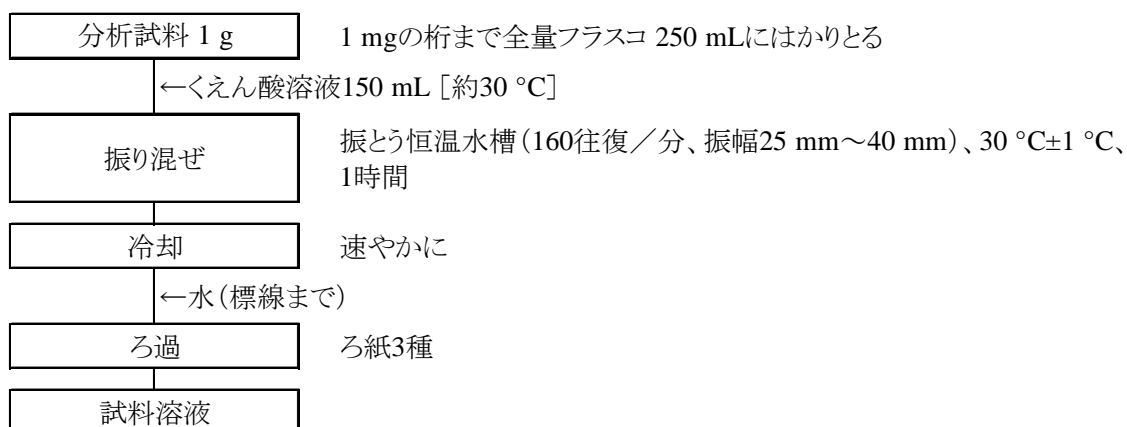 分析試料 1 g 1 mgの桁まで全量フラスコ 250 mLにはかりとる
←くえん酸溶液150 mL［約30 °C］
振り混ぜ 振とう恒温水槽（160往復／分、振幅25 mm～40 mm）、30 °C±1 °C、
1時間
冷却 速やかに
←水（標線まで）
ろ過 ろ紙3種
試料溶液